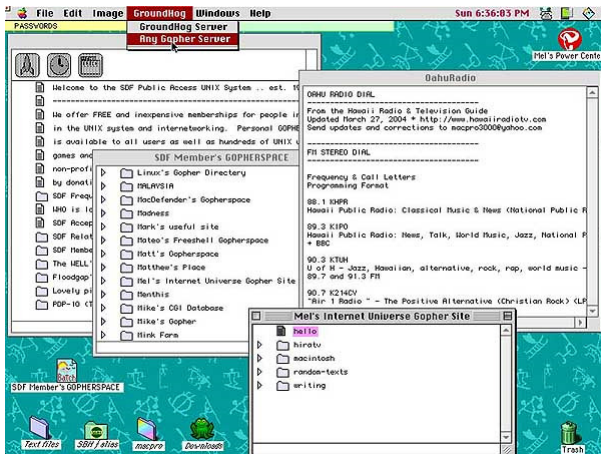 File Edit Image GroundHog Windows Help
Sun 6:36:03 PM
PASSWORDS
GroundHog Server
Any Gopher Server
Mel's Power Cente
Welcome to the SDF Public Access UNIX System .. est. 19
We offer FREE and inexpensive memberships for people in
in the UNIX system and internetworking. Personal GOPHE
is available to all users as well as hundreds of UNIX u
games and
non-profi
by donati
SDF Frequ
WHO is lo
SDF Accep
SDF Relat
SDF Membe
The WELL'
Floodgap'
Lovely pi
PDP-10 (T
SDF Member's GOPHERSPACE
Linux's Gopher Directory
MALAYSIA
MacDefender's Gopherspace
Madness
Mark's useful site
Mateo's Freeshell Gopherspace
Matt's Gopherspace
Matthew's Place
Mel's Internet Universe Gopher Site
Menthis
Mike's CGI Database
Mike's Gopher
Mink Farm
OahuRadio
OAHU RADIO DIAL
From the Hawaii Radio & Television Guide
Updated March 27, 2004 * http://www.hawaiiradiotv.com
Send updates and corrections to macpro3000@yahoo.com
FM STEREO DIAL
Frequency & Call Letters
Programming Format
88.1 KHPR
Hawaii Public Radio: Classical Music & News (National Public R
89.3 KIPO
Hawaii Public Radio: News, Talk, World Music, Jazz, National P
+ BBC
90.3 KTUH
U of H - Jazz, Hawaiian, alternative, rock, rap, world music -
89.7 and 91.3 FM
90.7 K214CV
"Air 1 Radio" - The Positive Alternative (Christian Rock) (LP
Mel's Internet Universe Gopher Site
hello
hiratv
macintosh
random-texts
writing
Batch
SDF Member's GOPHERSPACE
Text files
SBH f alias
macpro
Downloads
Trash